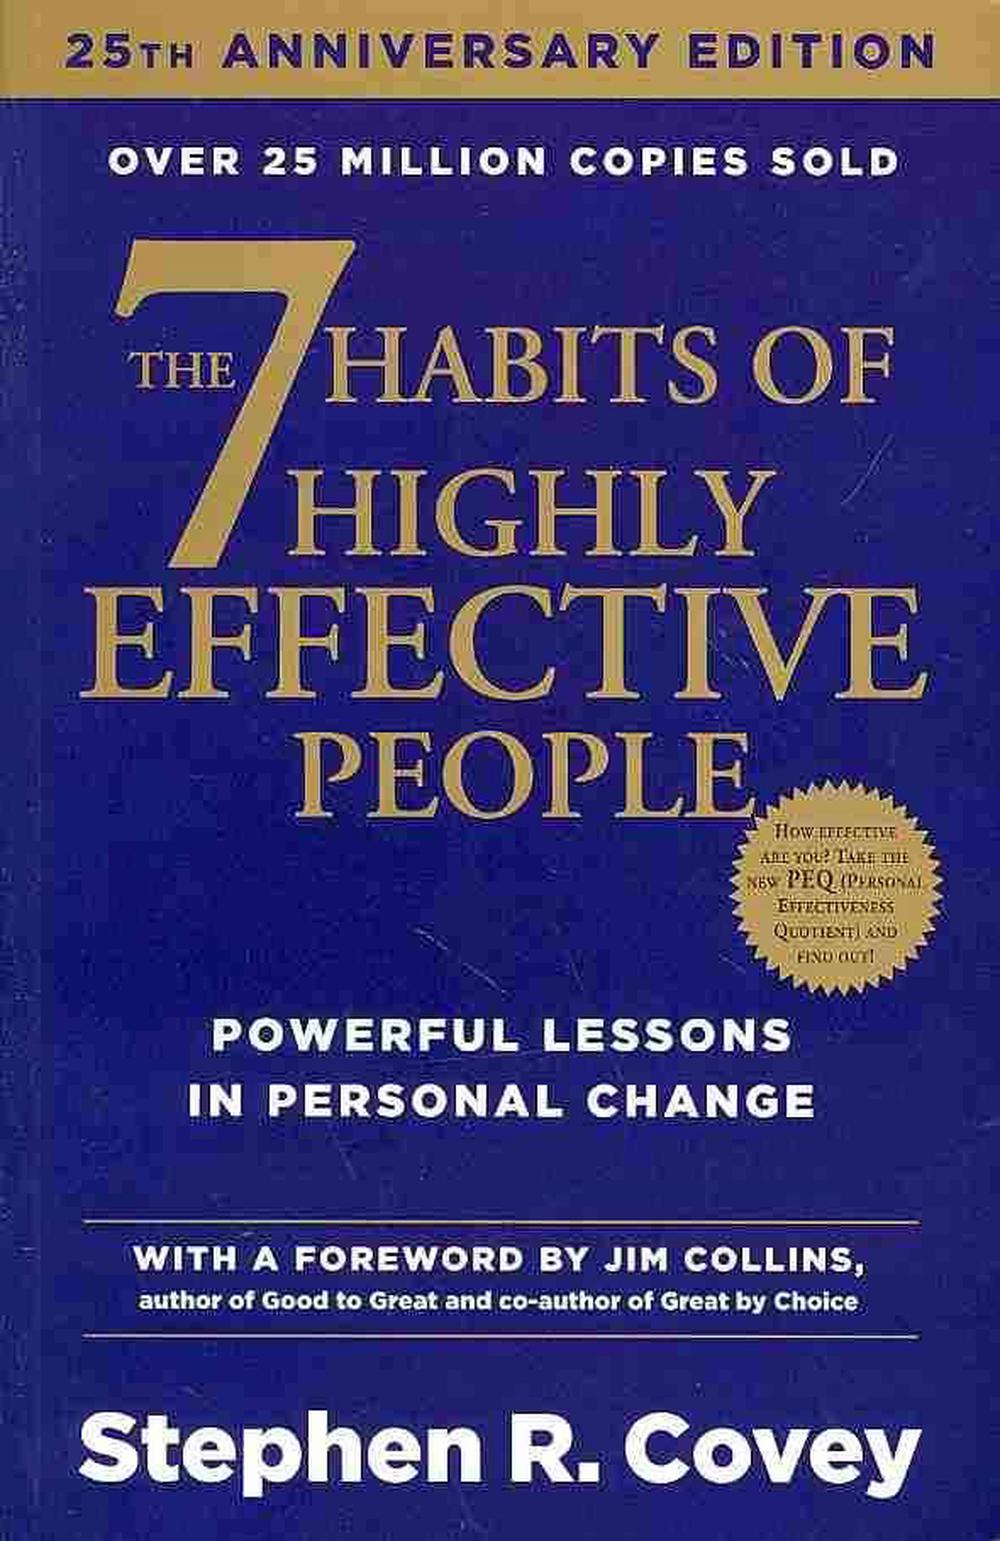 25TH ANNIVERSARY EDITION
OVER 25 MILLION COPIES SOLD
THE 7 HABITS OF
HIGHLY
EFFECTIVE
PEOPLE
HOW EFFECTIVE
ARE YOU? TAKE THE
NEW PEQ (PERSONAL
EFFECTIVENESS
QUOTIENT) AND
FIND OUT!
POWERFUL LESSONS
IN PERSONAL CHANGE
WITH A FOREWORD BY JIM COLLINS,
author of Good to Great and co-author of Great by Choice
Stephen R. Covey